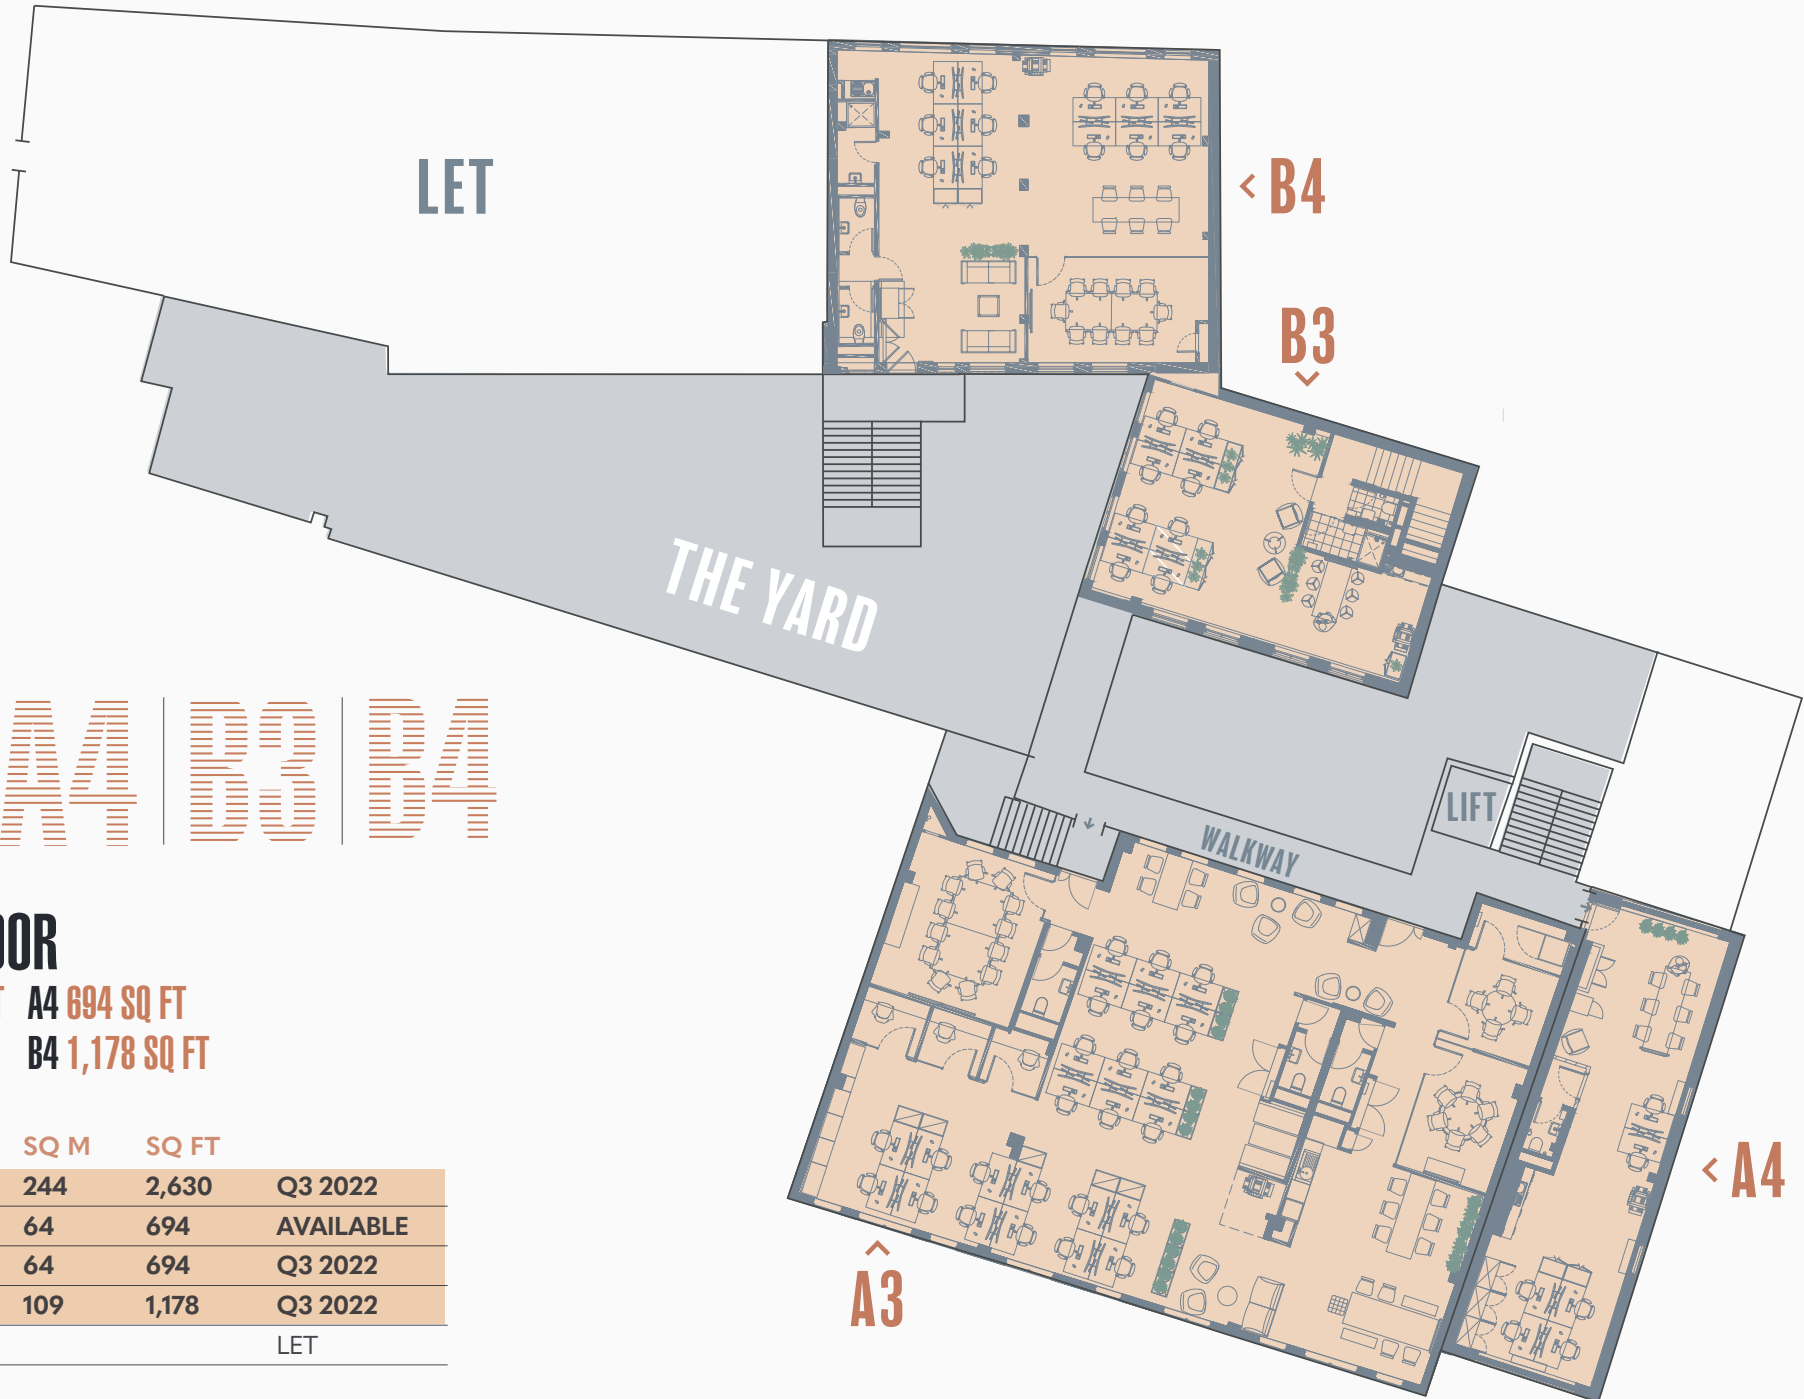 LET
B4
B3
THE YARD
A4 B3 B4
LIFT
WALKWAY
A4 694 SQ FT
B4 1,178 SQ FT
SQ M SQ FT
244 2,630 Q3 2022
64 694 AVAILABLE
64 694 Q3 2022
109 1,178 Q3 2022
LET
A4
A3